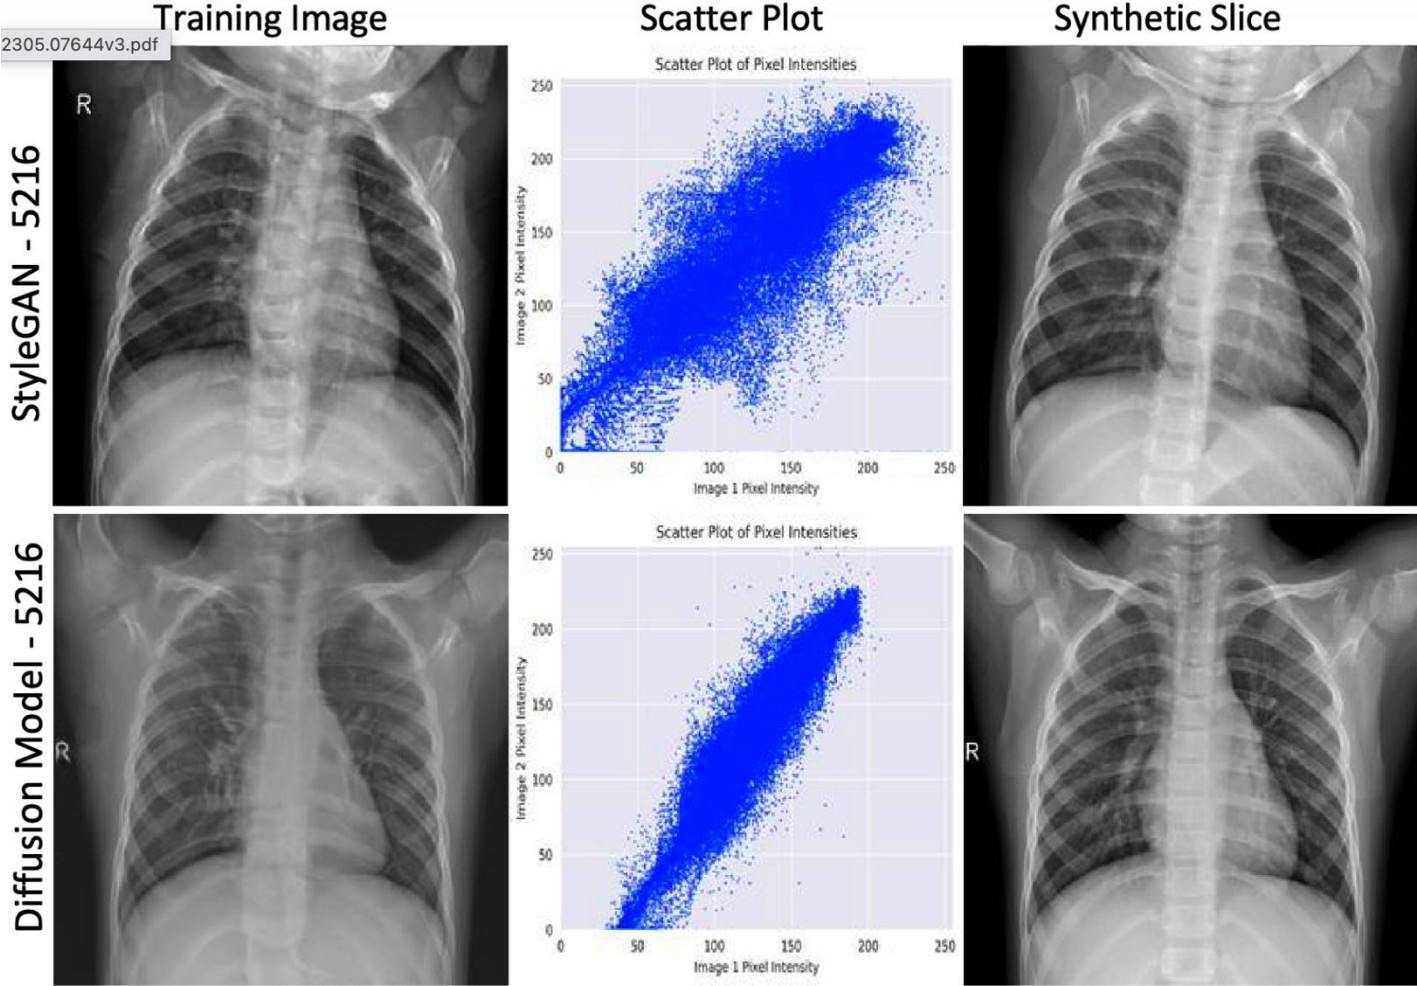 Training Image
Scatter Plot
Synthetic Slice
2305.07644v3.pdf
StyleGAN - 5216
R
Scatter Plot of Pixel Intensities
250
200
150
100
50
0
Image 2 Pixel Intensity
0 50 100 150 200 250
Image 1 Pixel Intensity
Diffusion Model - 5216
R
Scatter Plot of Pixel Intensities
250
200
150
100
50
0
Image 2 Pixel Intensity
0 50 100 150 200 250
Image 1 Pixel Intensity
R